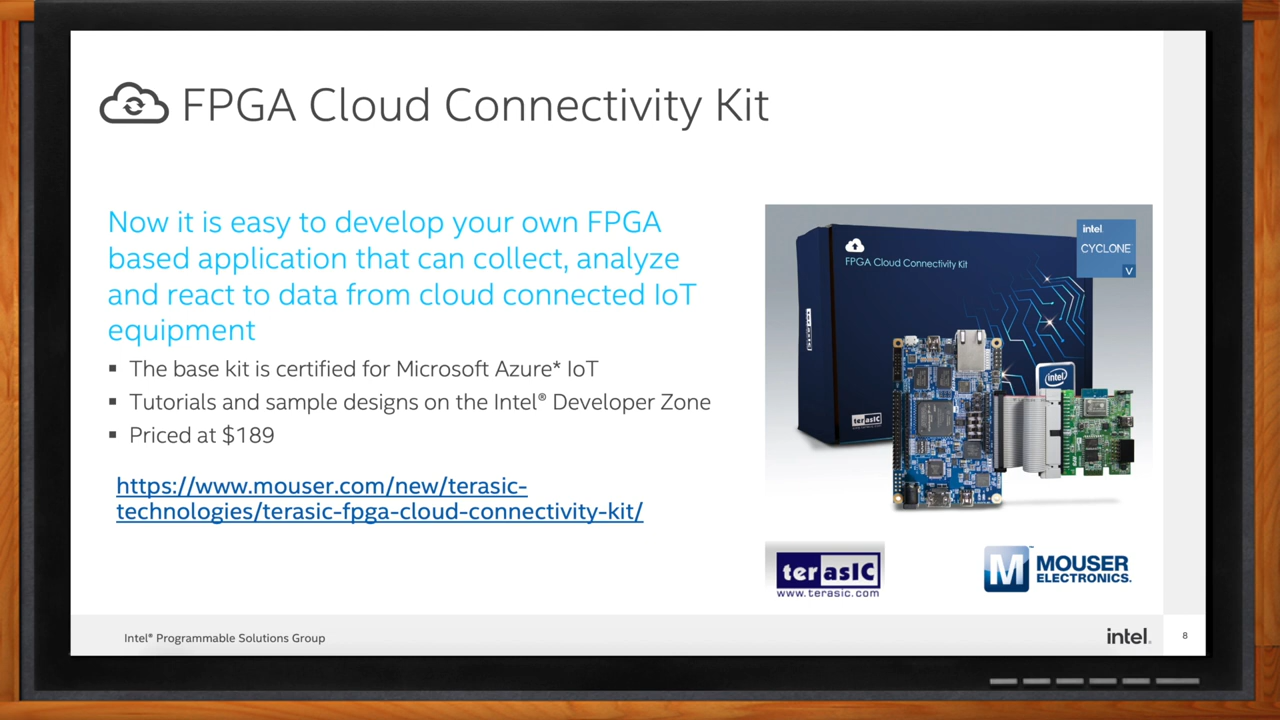 FPGA Cloud Connectivity Kit
Now it is easy to develop your own FPGA
based application that can collect, analyze
and react to data from cloud connected IoT
equipment
▪ The base kit is certified for Microsoft Azure* IoT
▪ Tutorials and sample designs on the Intel® Developer Zone
▪ Priced at $189
https://www.mouser.com/new/terasic-
technologies/terasic-fpga-cloud-connectivity-kit/
intel.
CYCLONE
V
FPGA Cloud Connectivity Kit
terasIC
intel
terasIC
www.terasic.com
M MOUSER
ELECTRONICS.
Intel® Programmable Solutions Group
intel.
8